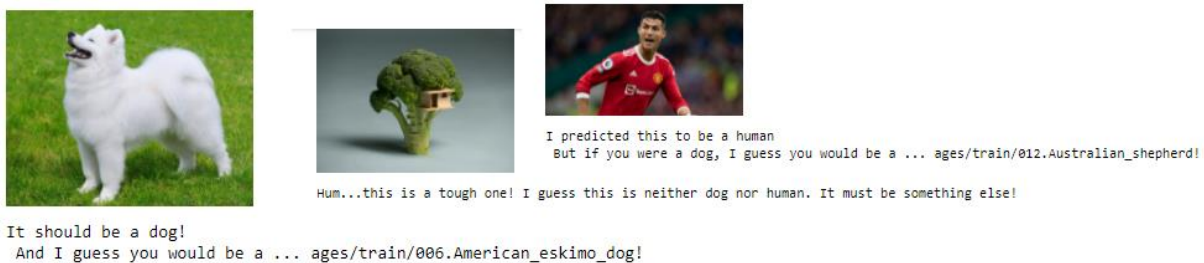 I predicted this to be a human
But if you were a dog, I guess you would be a ... ages/train/012.Australian_shepherd!
Hum...this is a tough one! I guess this is neither dog nor human. It must be something else!
It should be a dog!
And I guess you would be a ... ages/train/006.American_eskimo_dog!